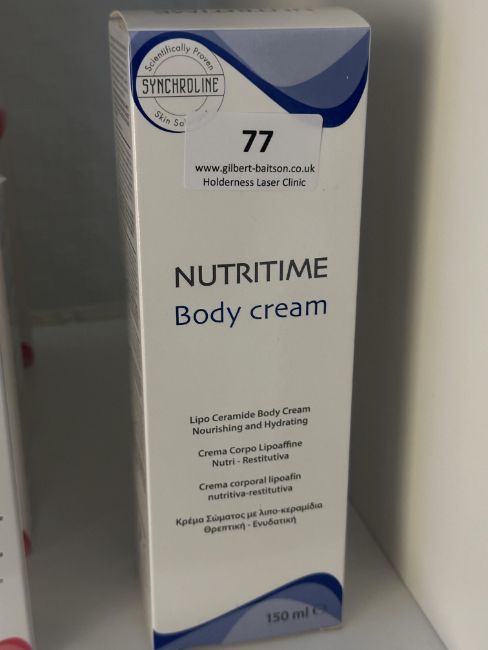 Scientifically Proven
SYNCHROLINE
Skin
77
www.gilbert-baitson.co.uk
Holderness Laser Clinic
NUTRITIME
Body cream
Lipo Ceramide Body Cream
Nourishing and Hydrating
Crema Corpo Lipoaffine
Nutri - Restitutiva
Crema corporal lipoafin
nutritiva-restitutiva
Κρέμα Σώματος με λιπο-κεραμίδια
Θρεπτική - Ενυδατική
150 ml